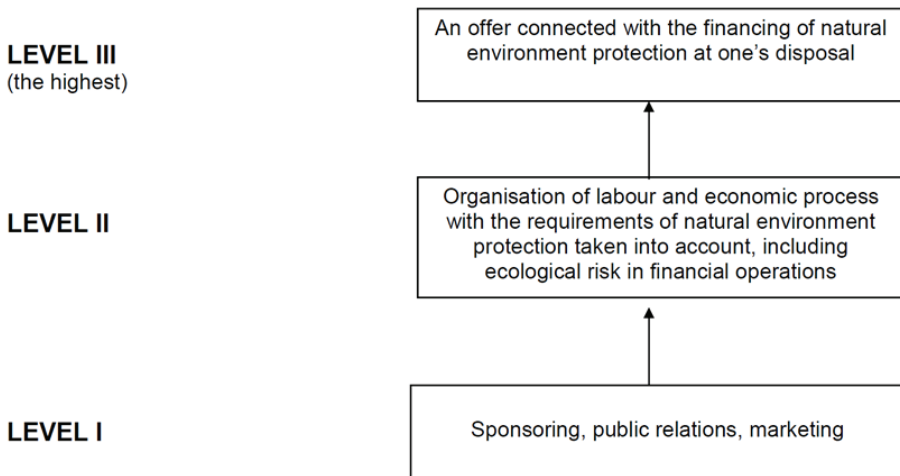 LEVEL III
(the highest)
An offer connected with the financing of natural
environment protection at one's disposal
LEVEL II
Organisation of labour and economic process
with the requirements of natural environment
protection taken into account, including
ecological risk in financial operations
LEVEL I
Sponsoring, public relations, marketing